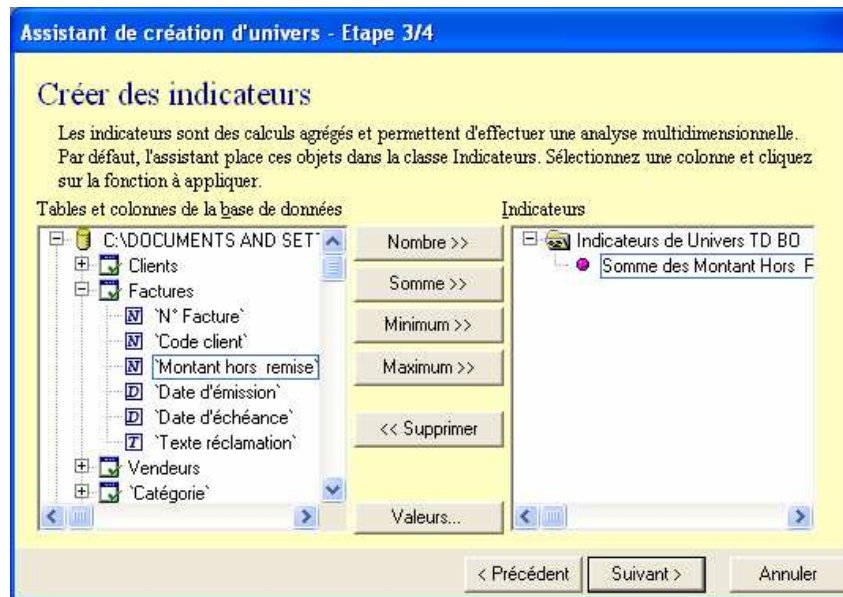 Assistant de création d'univers - Etape 3/4
Créer des indicateurs
Les indicateurs sont des calculs agrégés et permettent d'effectuer une analyse multidimensionnelle.
Par défaut, l'assistant place ces objets dans la classe Indicateurs. Sélectionnez une colonne et cliquez
sur la fonction à appliquer.
Tables et colonnes de la base de données
C:\DOCUMENTS AND SET
Clients
Factures
N `N° Facture`
N `Code client`
N `Montant hors remise`
D `Date d'émission`
D `Date d'échéance`
T `Texte réclamation`
Vendeurs
`Catégorie`
Nombre >>
Somme >>
Minimum >>
Maximum >>
<< Supprimer
Valeurs...
Indicateurs
Indicateurs de Univers TD BO
Somme des Montant Hors F
< Précédent
Suivant >
Annuler